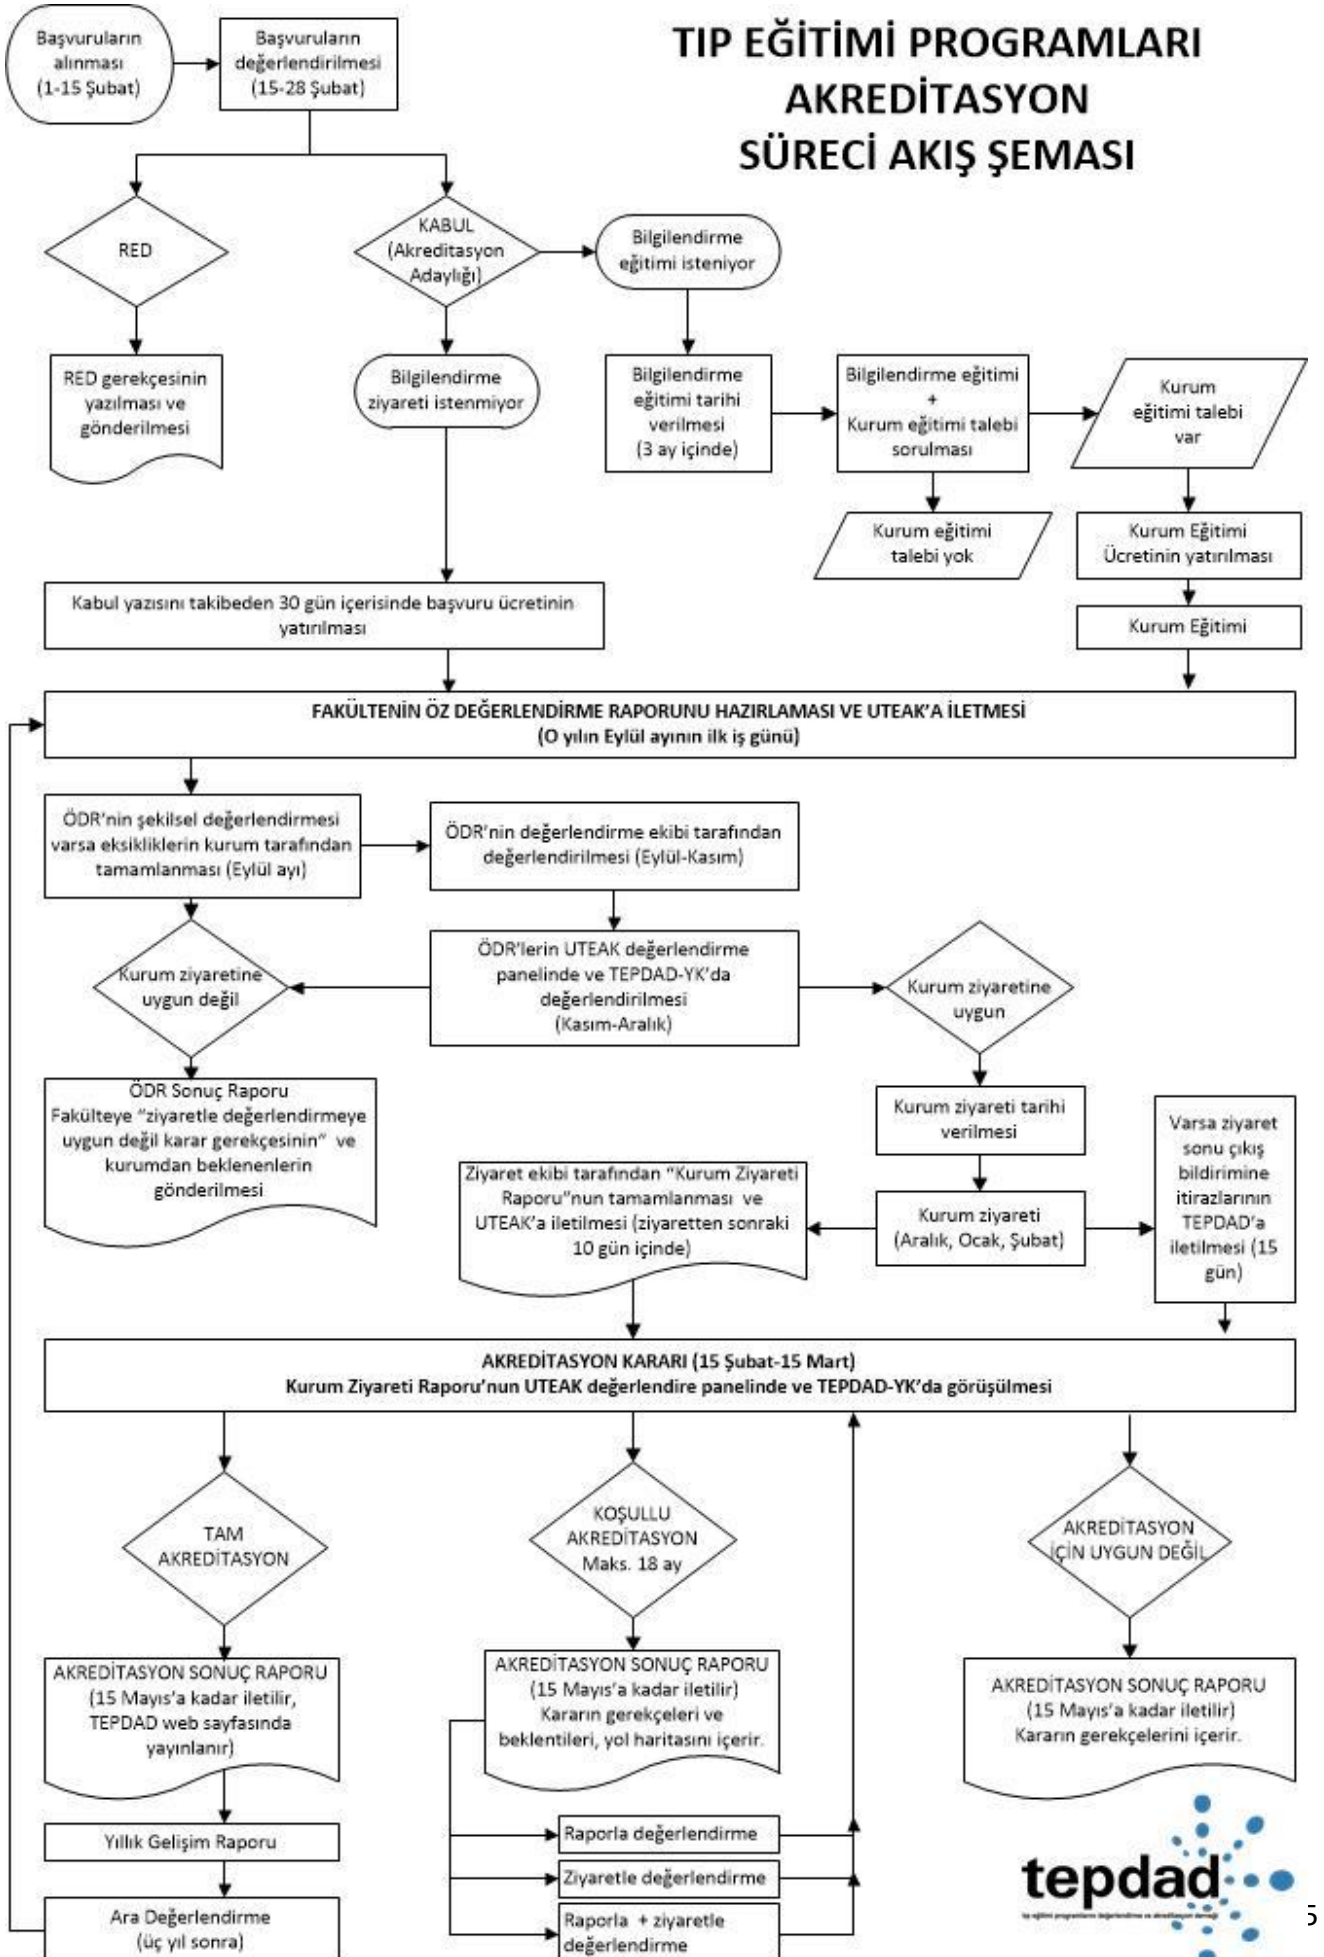 TIP EĞİTİMİ PROGRAMLARI
AKREDİTASYON
SÜRECİ AKIŞ ŞEMASI
Başvuruların
alınması
(1-15 Şubat)
Başvuruların
değerlendirilmesi
(15-28 Şubat)
RED
KABUL
(Akreditasyon
Adaylığı)
Bilgilendirme
eğitimi isteniyor
RED gerekçesinin
yazılması ve
gönderilmesi
Bilgilendirme
ziyareti istenmiyor
Bilgilendirme
eğitimi tarihi
verilmesi
(3 ay içinde)
Bilgilendirme eğitimi
+
Kurum eğitimi talebi
sorulması
Kurum
eğitimi talebi
var
Kurum eğitimi
talebi yok
Kurum Eğitimi
Ücretinin yatırılması
Kurum Eğitimi
Kabul yazısını takibeden 30 gün içerisinde başvuru ücretinin
yatırılması
FAKÜLTENİN ÖZ DEĞERLENDİRME RAPORUNU HAZIRLAMASI VE UTEAK'A İLETMESİ
(O yılın Eylül ayının ilk iş günü)
ÖDR'nin şekilsel değerlendirmesi
varsa eksikliklerin kurum tarafından
tamamlanması (Eylül ayı)
ÖDR'nin değerlendirme ekibi tarafından
değerlendirilmesi (Eylül-Kasım)
Kurum ziyaretine
uygun değil
ÖDR'lerin UTEAK değerlendirme
panelinde ve TEPDAD-YK'da
değerlendirilmesi
(Kasım-Aralık)
Kurum ziyaretine
uygun
ÖDR Sonuç Raporu
Fakülteye "ziyaretle değerlendirmeye
uygun değil karar gerekçesinin" ve
kurumdan beklenenlerin
gönderilmesi
Kurum ziyareti tarihi
verilmesi
Ziyaret ekibi tarafından "Kurum Ziyareti
Raporu"nun tamamlanması ve
UTEAK'a iletilmesi (ziyaretten sonraki
10 gün içinde)
Kurum ziyareti
(Aralık, Ocak, Şubat)
Varsa ziyaret
sonu çıkış
bildirimine
itirazlarının
TEPDAD'a
iletilmesi (15
gün)
AKREDİTASYON KARARI (15 Şubat-15 Mart)
Kurum Ziyareti Raporu'nun UTEAK değerlendire panelinde ve TEPDAD-YK'da görüşülmesi
TAM
AKREDİTASYON
KOŞULLU
AKREDİTASYON
Maks. 18 ay
AKREDİTASYON
İÇİN UYGUN DEĞİL
AKREDİTASYON SONUÇ RAPORU
(15 Mayıs'a kadar iletilir,
TEPDAD web sayfasında
yayınlanır)
AKREDİTASYON SONUÇ RAPORU
(15 Mayıs'a kadar iletilir)
Kararın gerekçeleri ve
beklentileri, yol haritasını içerir.
AKREDİTASYON SONUÇ RAPORU
(15 Mayıs'a kadar iletilir)
Kararın gerekçelerini içerir.
Yıllık Gelişim Raporu
Ara Değerlendirme
(üç yıl sonra)
Raporla değerlendirme
Ziyaretle değerlendirme
Raporla + ziyaretle
değerlendirme
tepdad
tıp eğitimi programlarını değerlendirme ve akreditasyon derneği
5